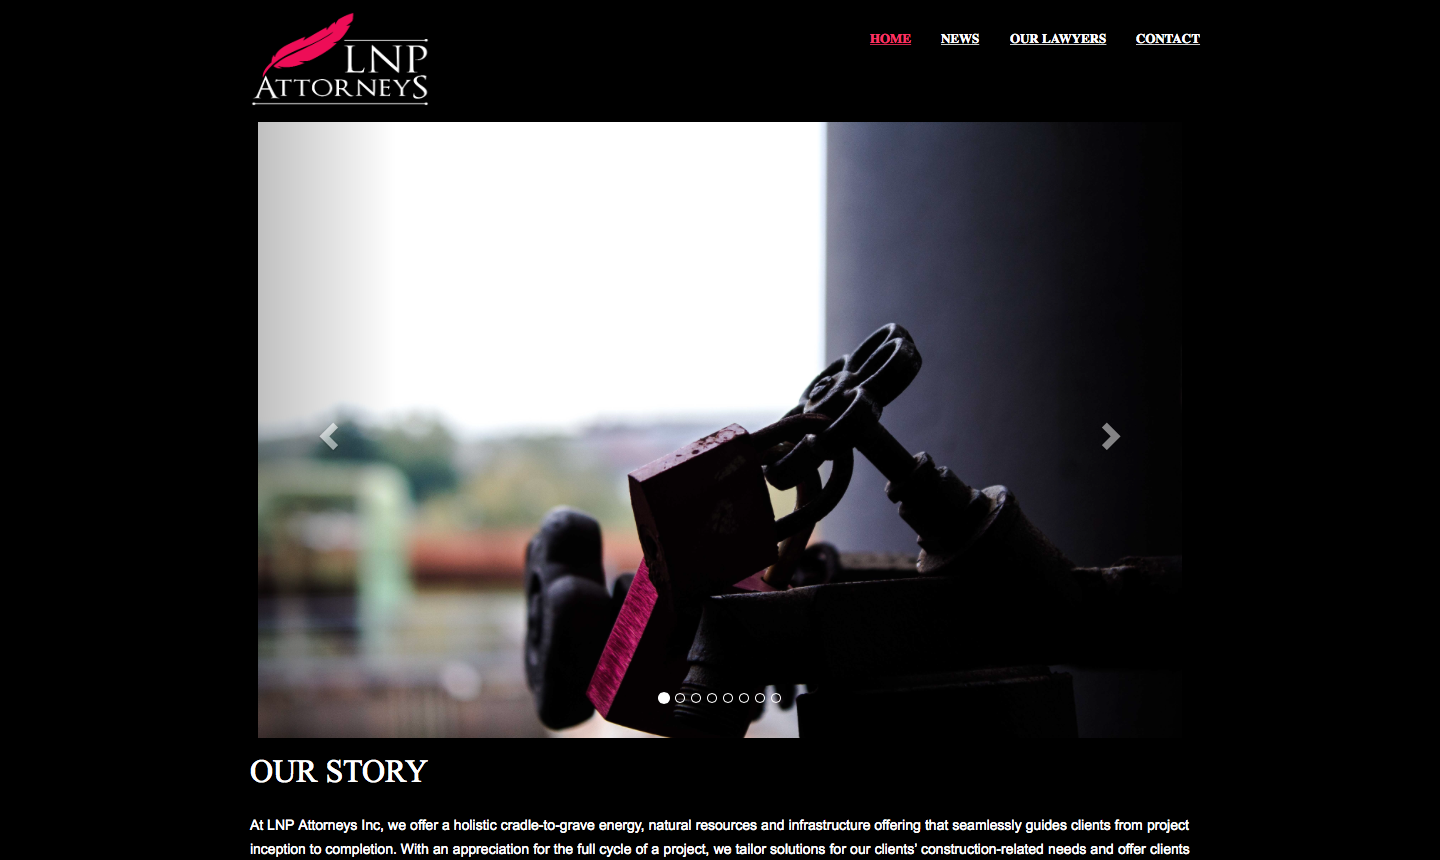 LNP
ATTORNEYS
HOME NEWS OUR LAWYERS CONTACT
OUR STORY
At LNP Attorneys Inc, we offer a holistic cradle-to-grave energy, natural resources and infrastructure offering that seamlessly guides clients from project
inception to completion. With an appreciation for the full cycle of a project, we tailor solutions for our clients' construction-related needs and offer clients